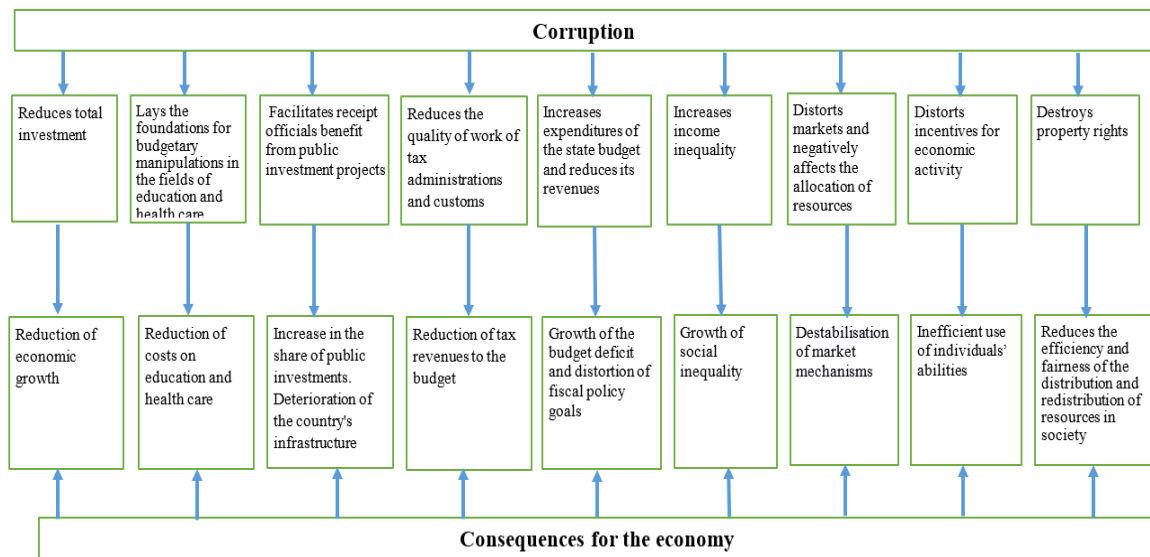 Corruption
Reduces total
investment
Lays the
foundations for
budgetary
manipulations in
the fields of
education and
health care
Facilitates receipt
officials benefit
from public
investment projects
Reduces the
quality of work of
tax
administrations
and customs
Increases
expenditures of
the state budget
and reduces its
revenues
Increases
income
inequality
Distorts
markets and
negatively
affects the
allocation of
resources
Distorts
incentives for
economic
activity
Destroys
property rights
Reduction of
economic
growth
Reduction of
costs on
education and
health care
Increase in the
share of public
investments.
Deterioration of
the country's
infrastructure
Reduction of tax
revenues to the
budget
Growth of the
budget deficit
and distortion of
fiscal policy
goals
Growth of
social
inequality
Destabilisation
of market
mechanisms
Inefficient use
of individuals’
abilities
Reduces the
efficiency and
fairness of the
distribution and
redistribution of
resources in
society
Consequences for the economy